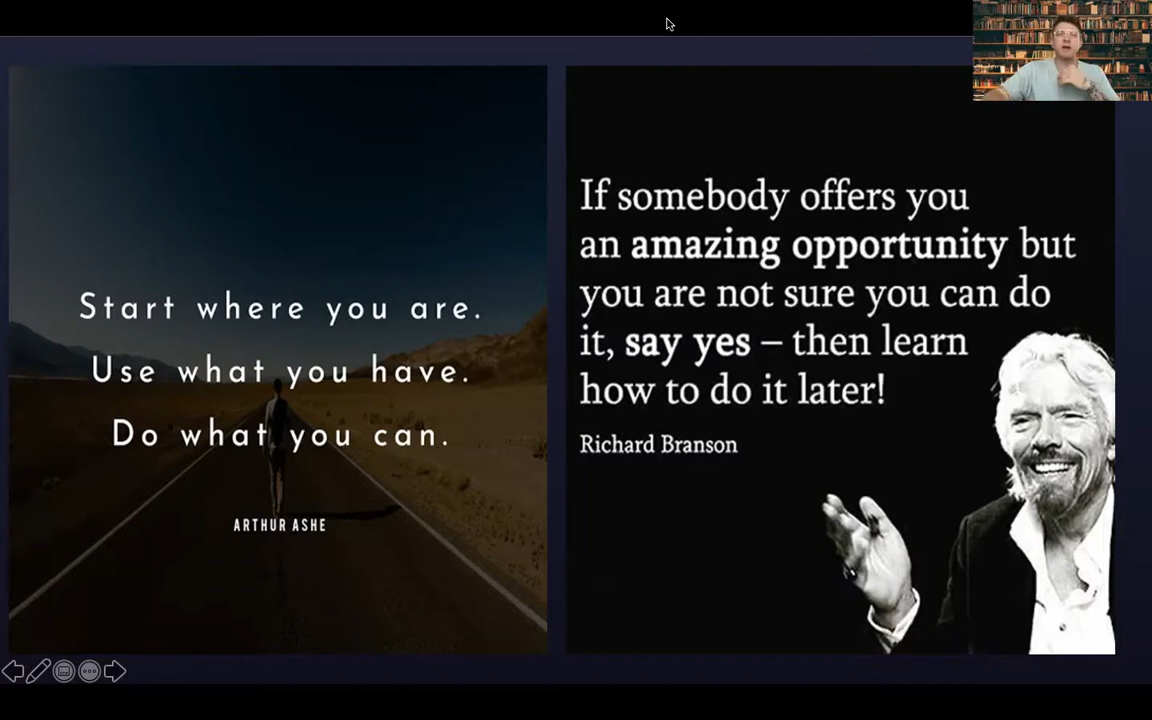 Start where you are.
Use what you have.
Do what you can.
ARTHUR ASHE
If somebody offers you
an amazing opportunity but
you are not sure you can do
it, say yes – then learn
how to do it later!
Richard Branson